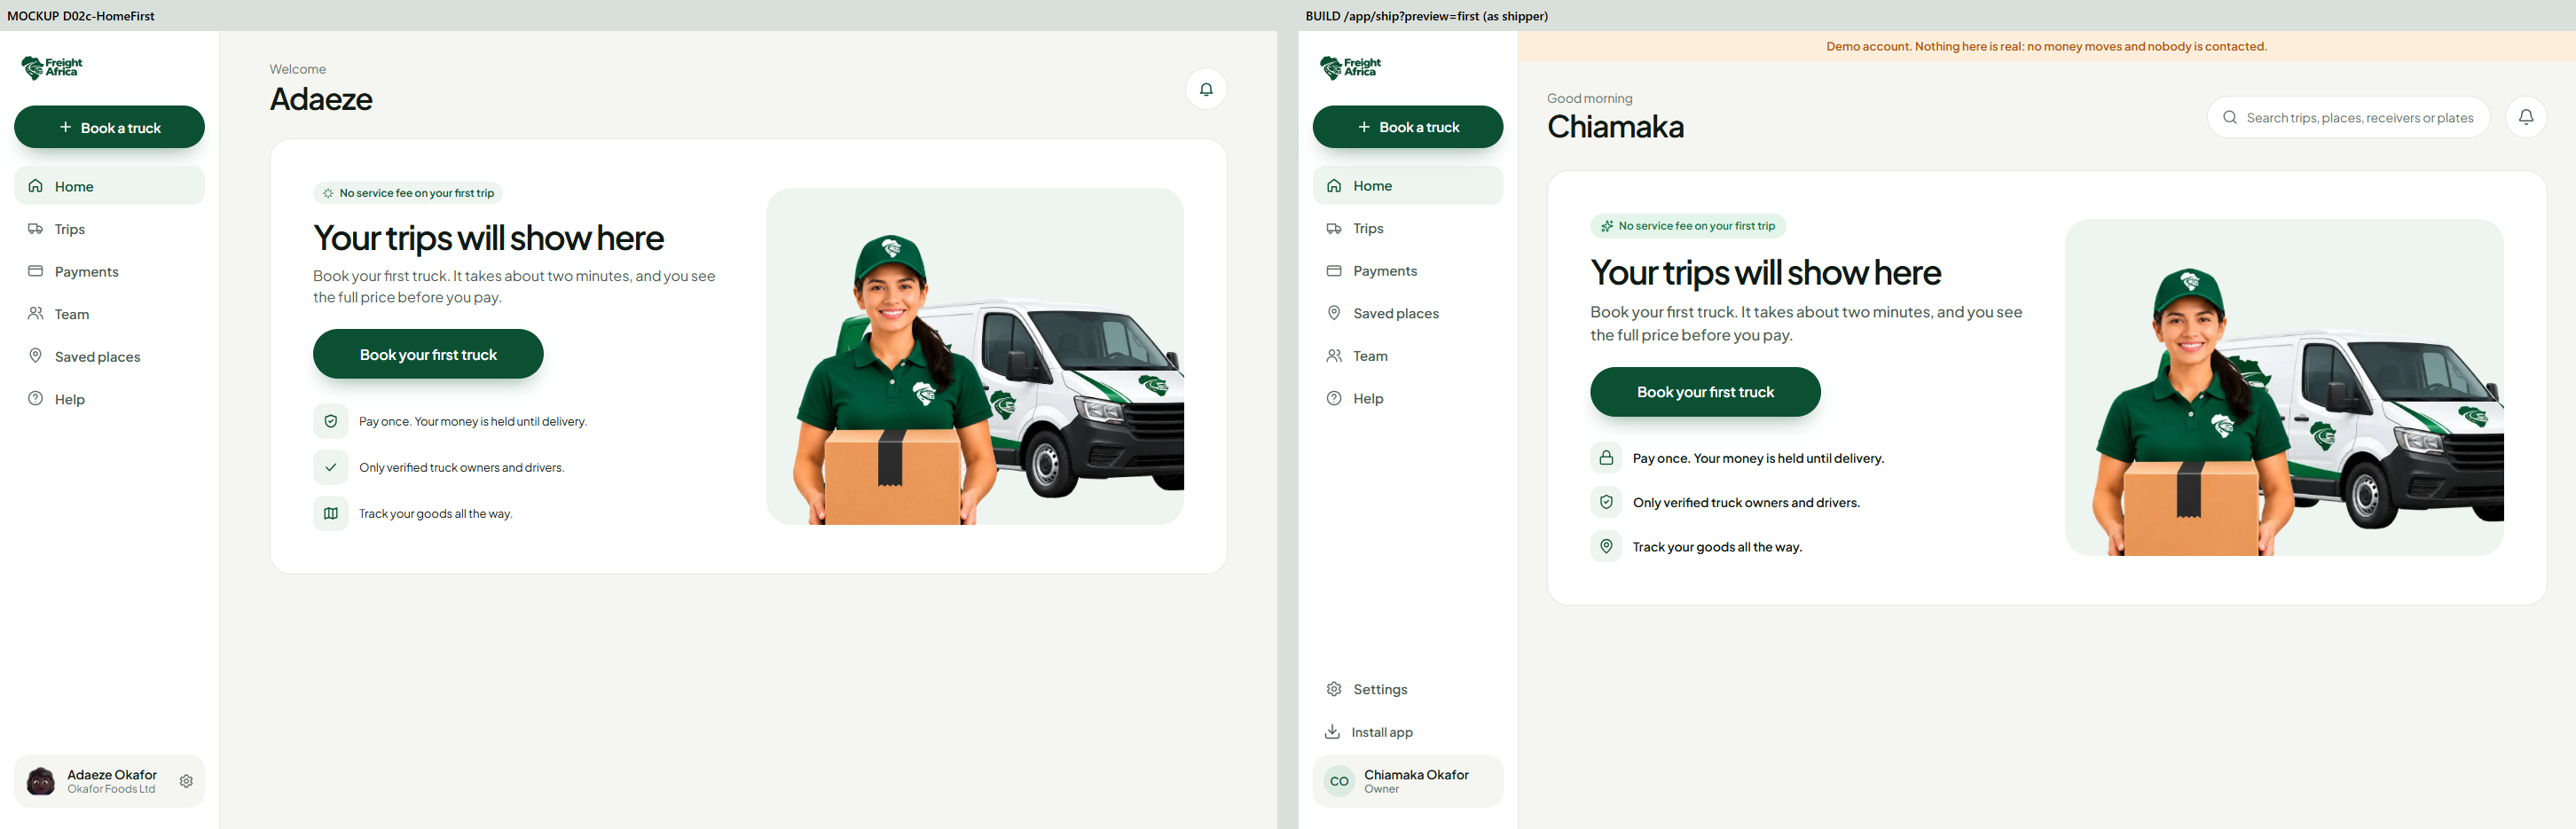 MOCKUP D02c-HomeFirst
Freight
Africa
Book a truck
Home
Trips
Payments
Team
Saved places
Help
Adaeze Okafor
Okafor Foods Ltd
Welcome
Adaeze
No service fee on your first trip
Your trips will show here
Book your first truck. It takes about two minutes, and you see
the full price before you pay.
Book your first truck
Pay once. Your money is held until delivery.
Only verified truck owners and drivers.
Track your goods all the way.
BUILD /app/ship?preview=first (as shipper)
Freight
Africa
Book a truck
Home
Trips
Payments
Saved places
Team
Help
Settings
Install app
CO
Chiamaka Okafor
Owner
Demo account. Nothing here is real: no money moves and nobody is contacted.
Good morning
Chiamaka
Search trips, places, receivers or plates
No service fee on your first trip
Your trips will show here
Book your first truck. It takes about two minutes, and you see
the full price before you pay.
Book your first truck
Pay once. Your money is held until delivery.
Only verified truck owners and drivers.
Track your goods all the way.